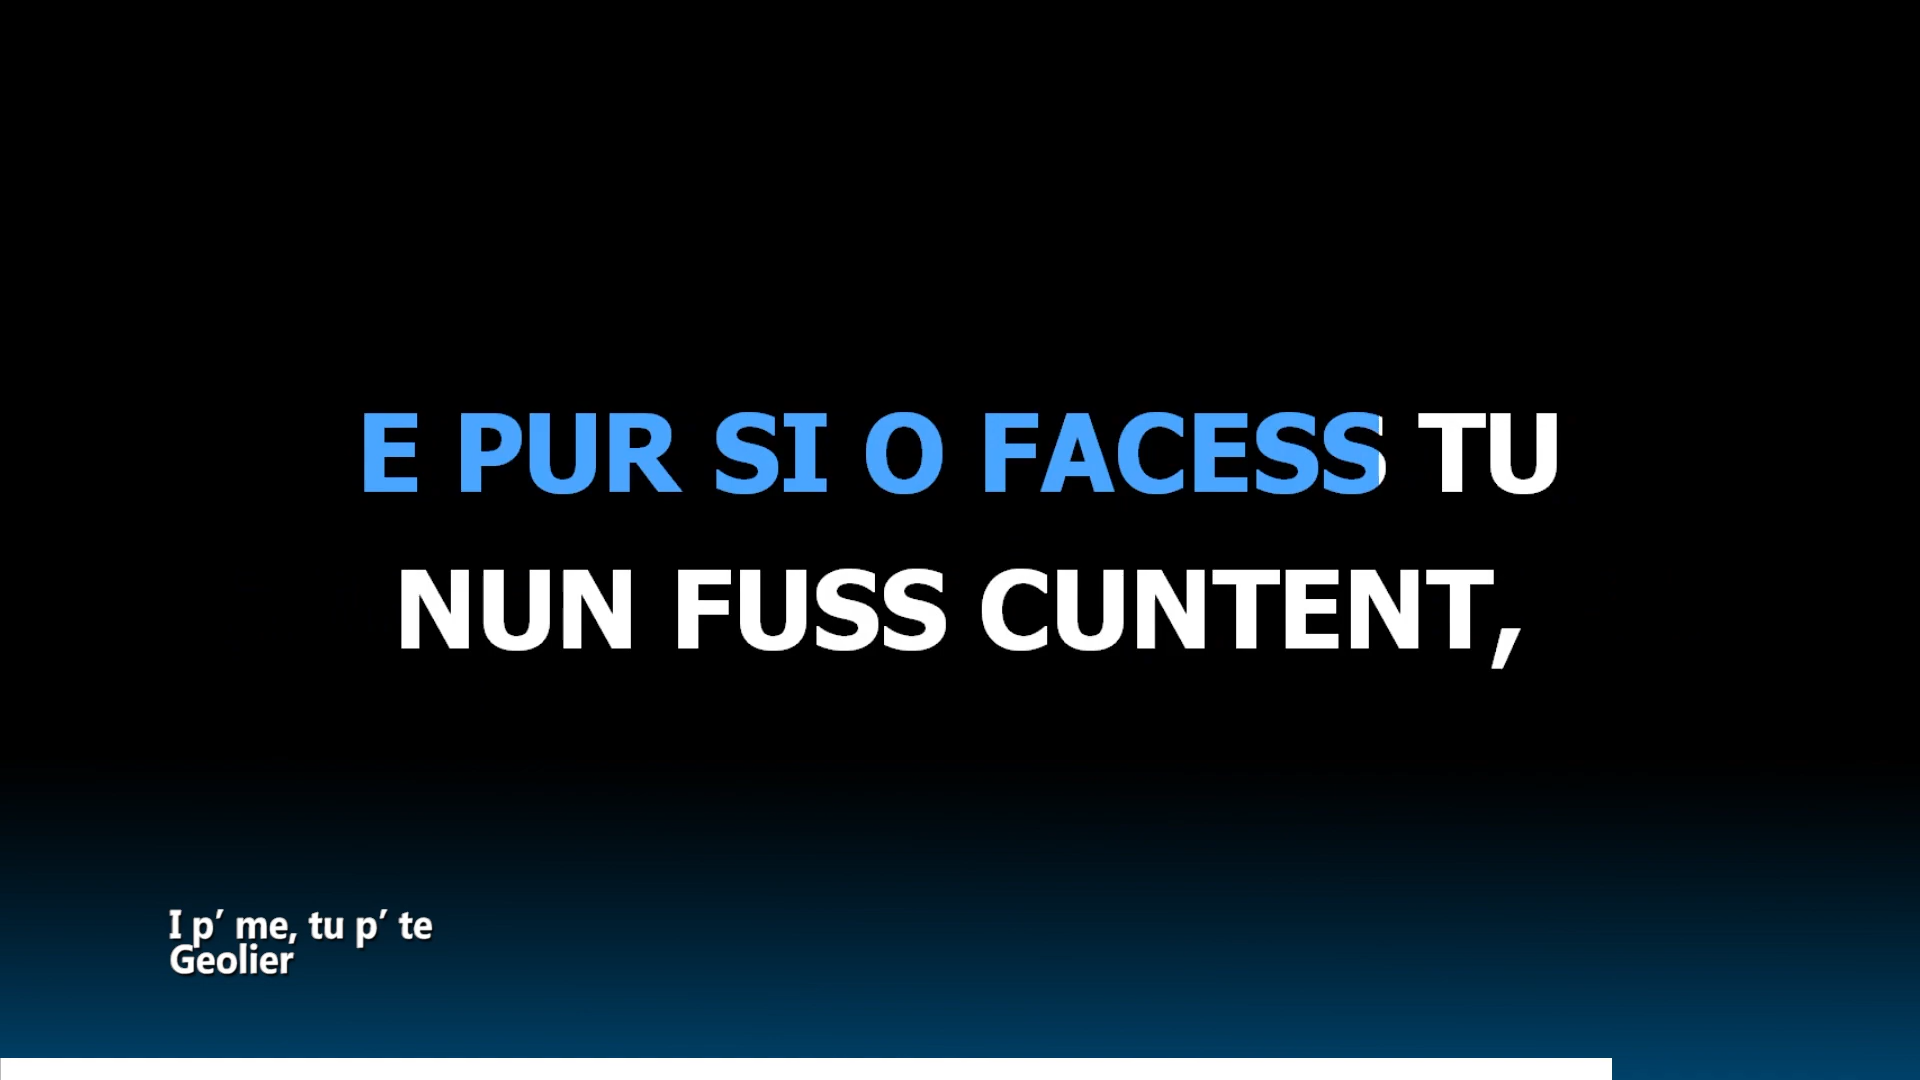 E PUR SI O FACESS TU
NUN FUSS CUNTENT,
I p’ me, tu p’ te
Geolier